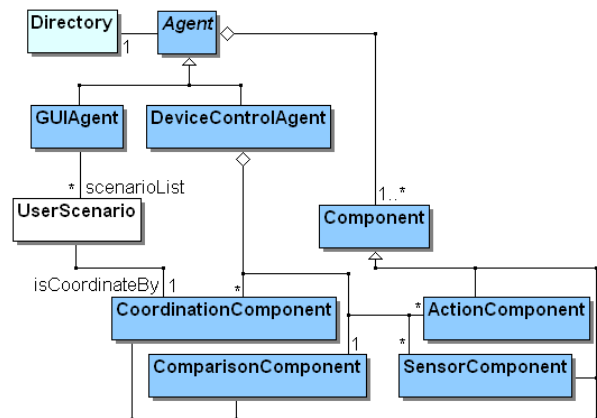 Directory
Agent
1
GUIAgent
DeviceControlAgent
* scenarioList
1..*
UserScenario
Component
isCoordinateBy 1
*
*
CoordinationComponent
ActionComponent
1
*
ComparisonComponent
SensorComponent